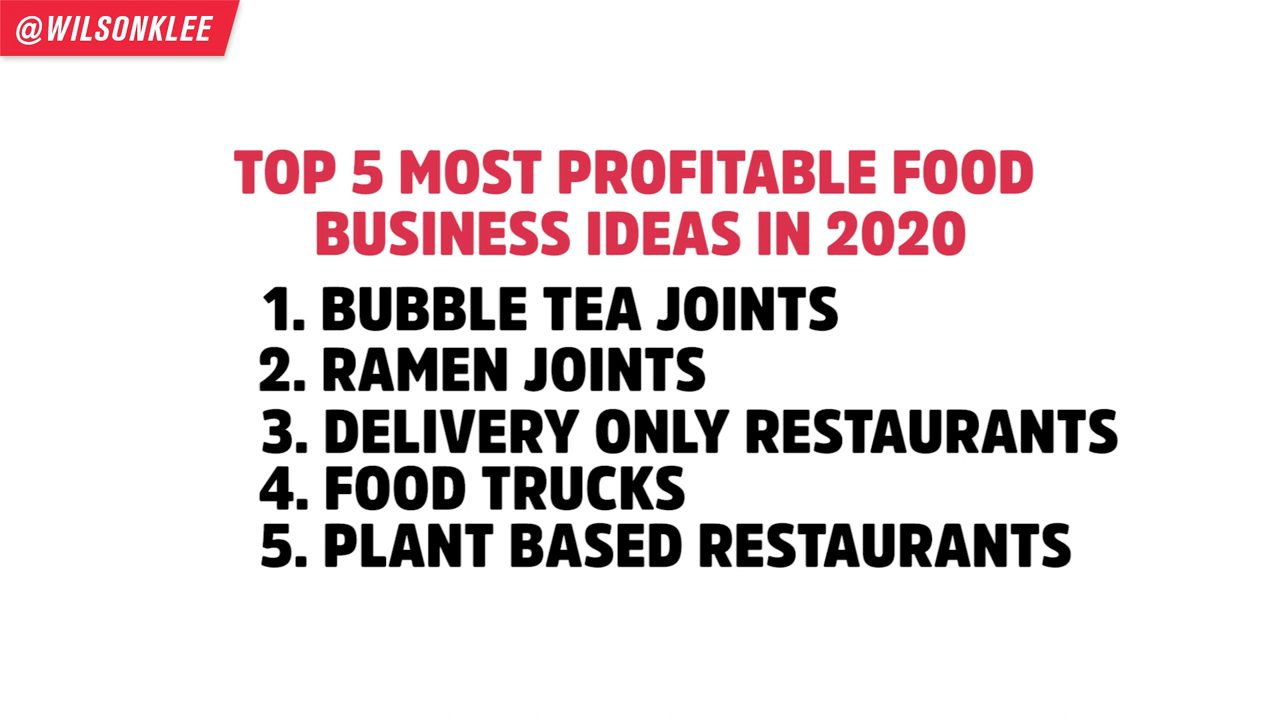 @WILSONKLEE
TOP 5 MOST PROFITABLE FOOD
BUSINESS IDEAS IN 2020
1. BUBBLE TEA JOINTS
2. RAMEN JOINTS
3. DELIVERY ONLY RESTAURANTS
4. FOOD TRUCKS
5. PLANT BASED RESTAURANTS